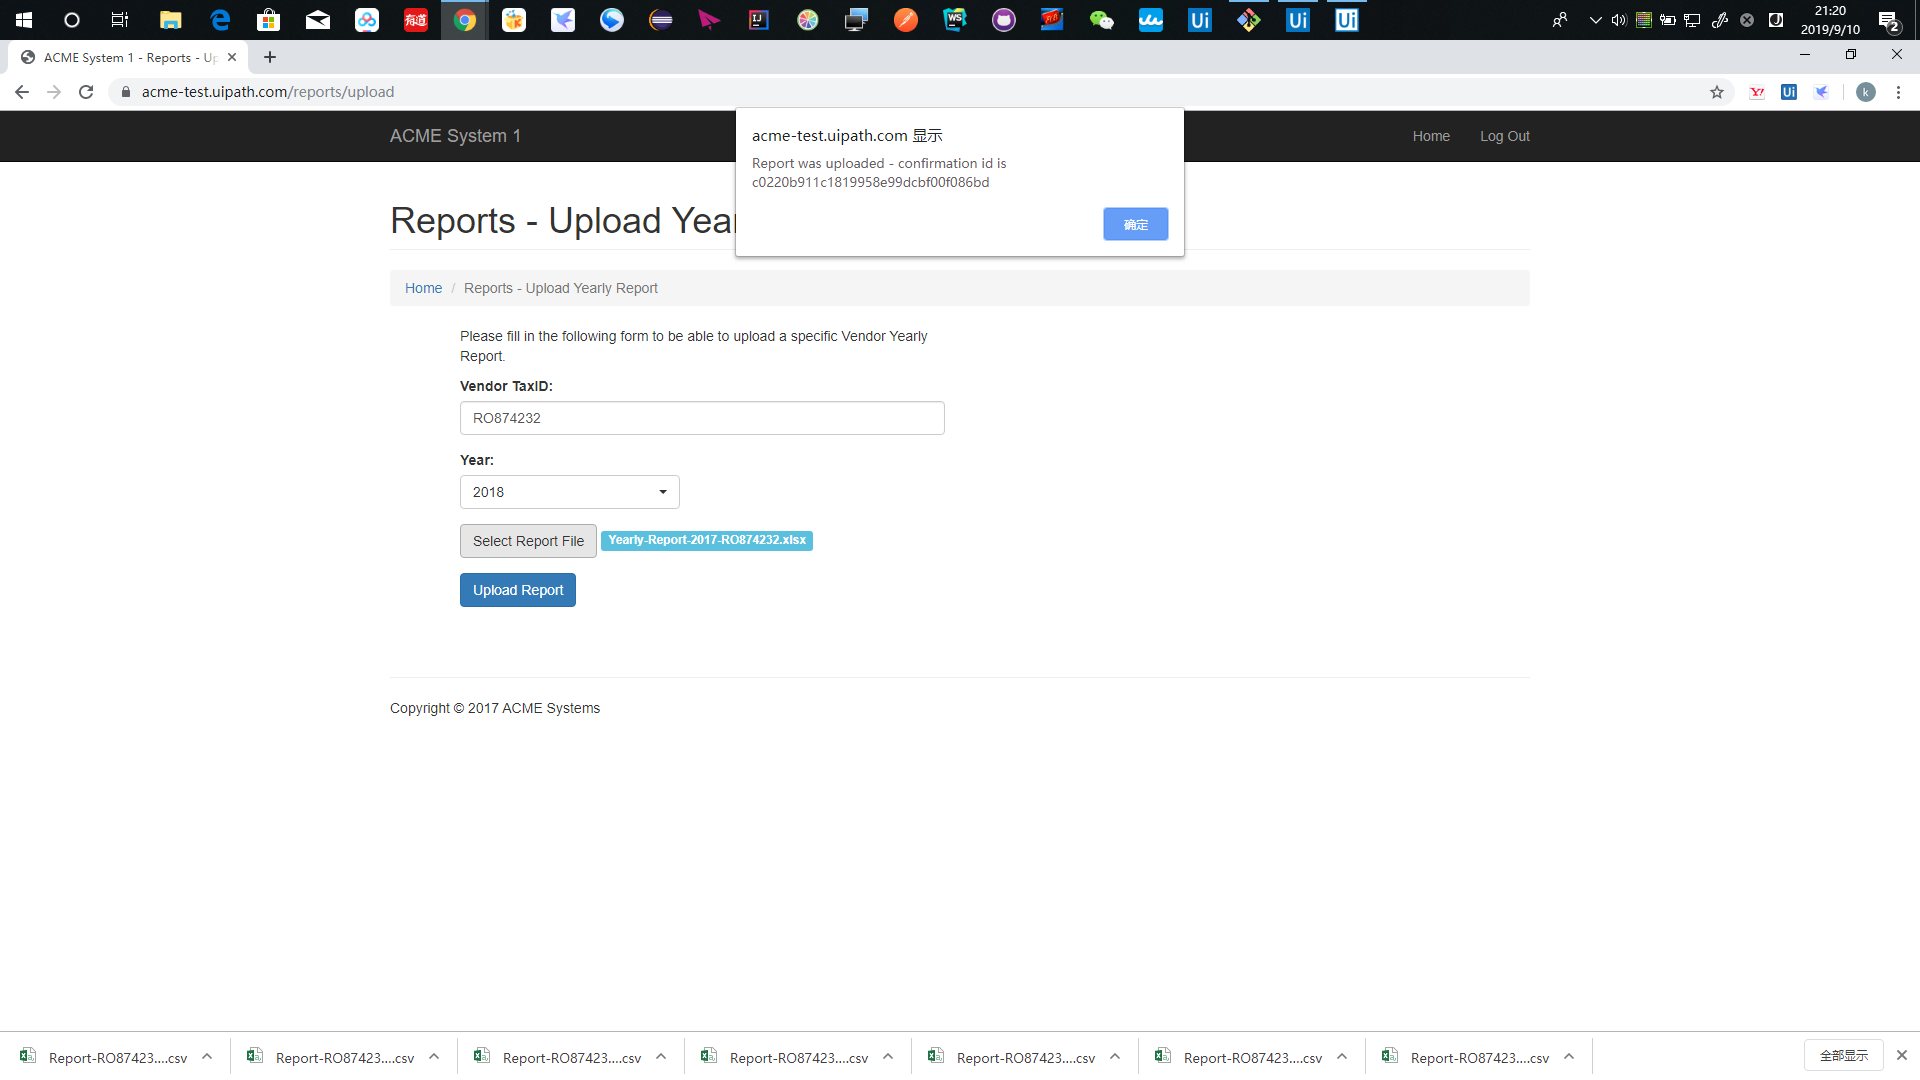 21:20
2019/9/10
2
ACME System 1 - Reports - Up
acme-test.uipath.com/reports/upload
k
ACME System 1
Home
Log Out
acme-test.uipath.com 显示
Report was uploaded - confirmation id is
c0220b911c1819958e99dcbf00f086bd
确定
Reports - Upload Year
Home / Reports - Upload Yearly Report
Please fill in the following form to be able to upload a specific Vendor Yearly
Report.
Vendor TaxID:
RO874232
Year:
2018
Select Report File
Yearly-Report-2017-RO874232.xlsx
Upload Report
Copyright © 2017 ACME Systems
Report-RO87423....csv
Report-RO87423....csv
Report-RO87423....csv
Report-RO87423....csv
Report-RO87423....csv
Report-RO87423....csv
Report-RO87423....csv
全部显示